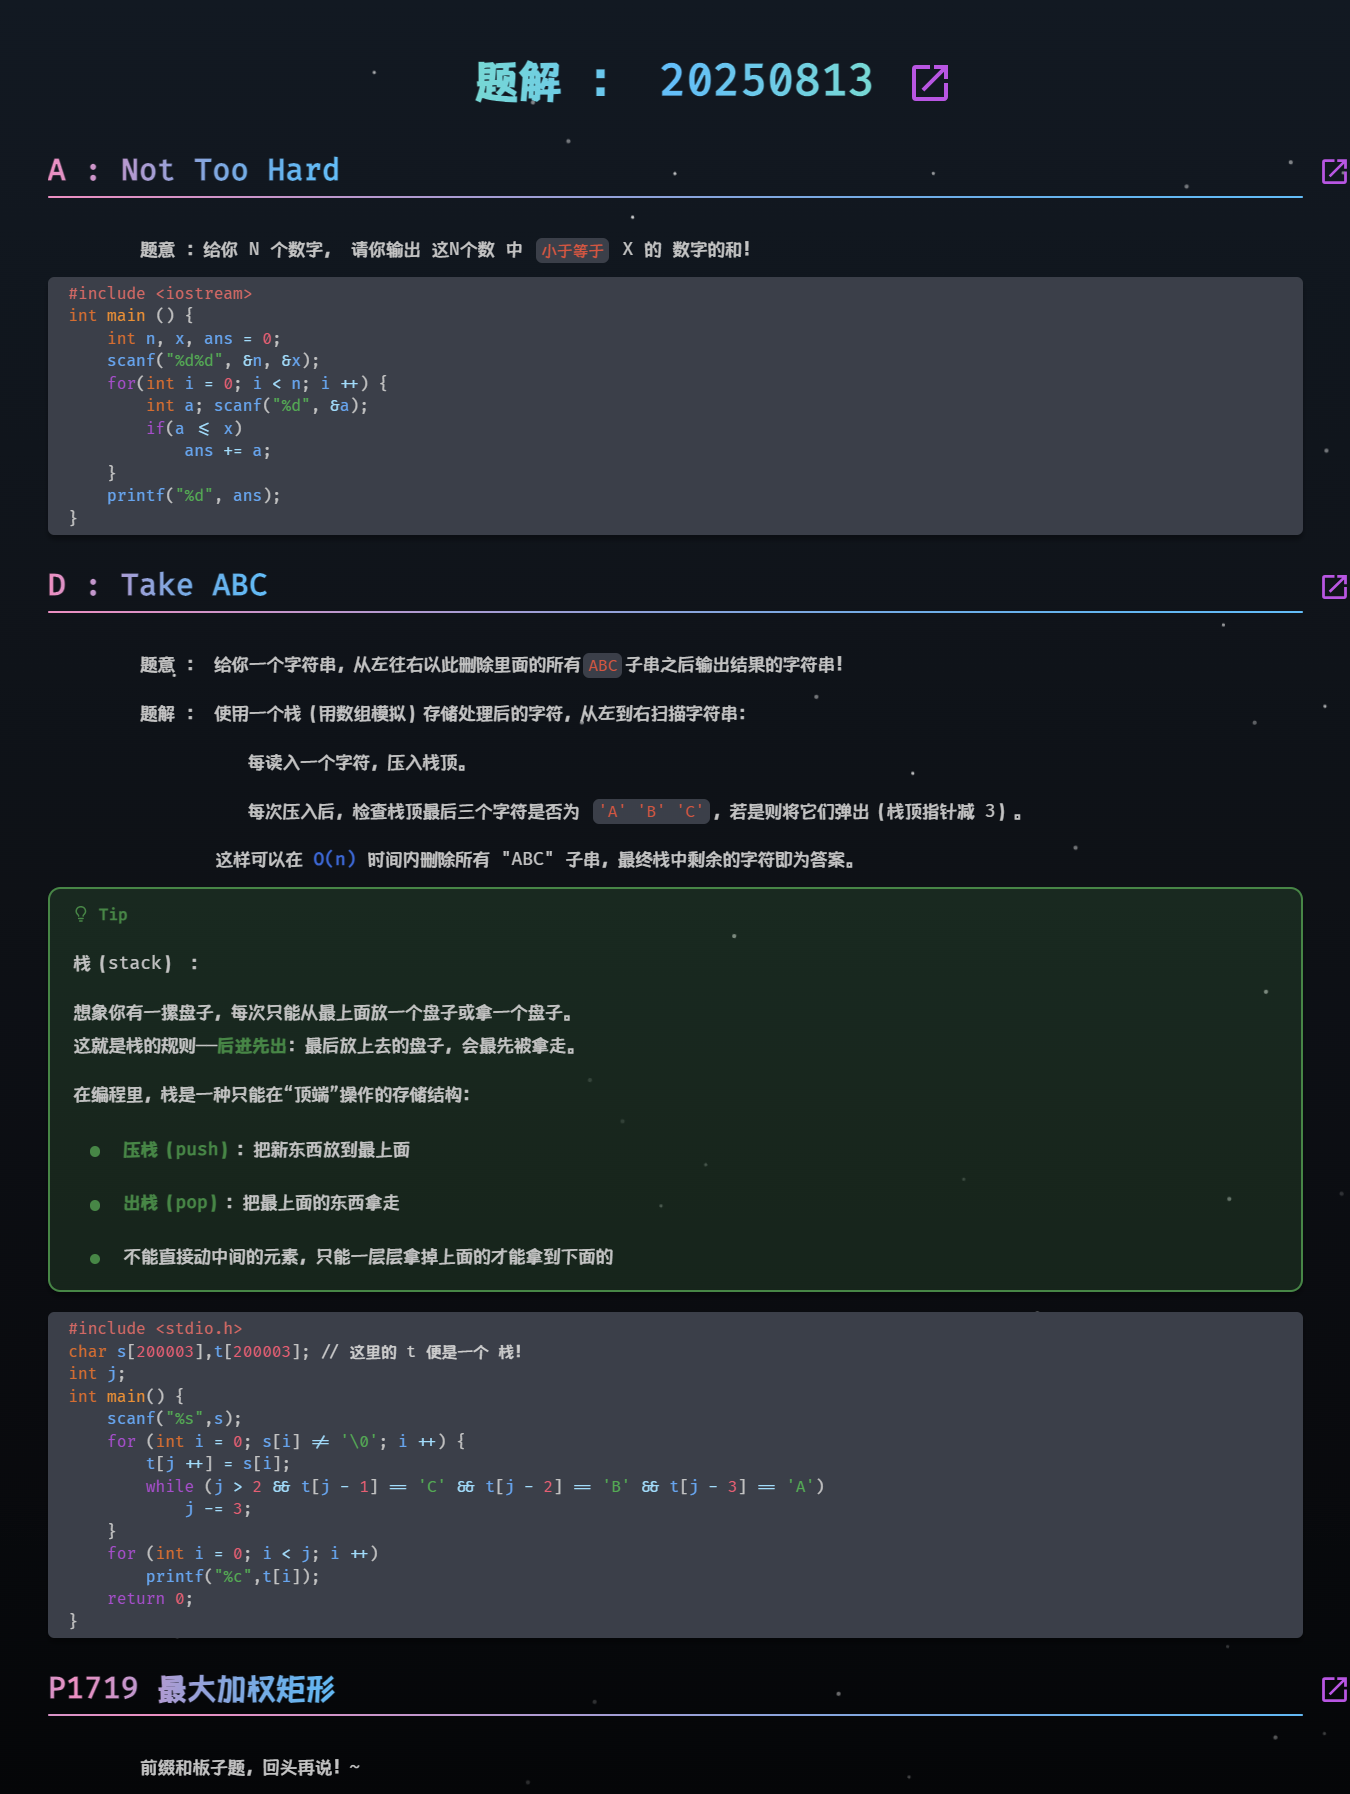 题解 : 20250813
A : Not Too Hard
题意 : 给你 N 个数字, 请你输出 这N个数 中 小于等于 X 的 数字的和!
#include <iostream>
int main () {
    int n, x, ans = 0;
    scanf("%d%d", &n, &x);
    for(int i = 0; i < n; i ++) {
        int a; scanf("%d", &a);
        if(a <= x)
            ans += a;
    }
    printf("%d", ans);
}
D : Take ABC
题意 : 给你一个字符串，从左往右以此删除里面的所有 ABC 子串之后输出结果的字符串!
题解 : 使用一个栈（用数组模拟）存储处理后的字符，从左到右扫描字符串：
每读入一个字符，压入栈顶。
每次压入后，检查栈顶最后三个字符是否为 'A' 'B' 'C'，若是则将它们弹出（栈顶指针减 3）。
这样可以在 O(n) 时间内删除所有 "ABC" 子串，最终栈中剩余的字符即为答案。
Tip
栈（stack） :
想象你有一摞盘子，每次只能从最上面放一个盘子或拿一个盘子。
这就是栈的规则——后进先出：最后放上去的盘子，会最先被拿走。
在编程里，栈是一种只能在“顶端”操作的存储结构：
压栈（push）：把新东西放到最上面
出栈（pop）：把最上面的东西拿走
不能直接动中间的元素，只能一层层拿掉上面的才能拿到下面的
#include <stdio.h>
char s[200003],t[200003]; // 这里的 t 便是一个 栈!
int j;
int main() {
    scanf("%s",s);
    for (int i = 0; s[i] != '\0'; i ++) {
        t[j ++] = s[i];
        while (j > 2 && t[j - 1] == 'C' && t[j - 2] == 'B' && t[j - 3] == 'A')
            j -= 3;
    }
    for (int i = 0; i < j; i ++)
        printf("%c",t[i]);
    return 0;
}
P1719 最大加权矩形
前缀和板子题，回头再说! ~